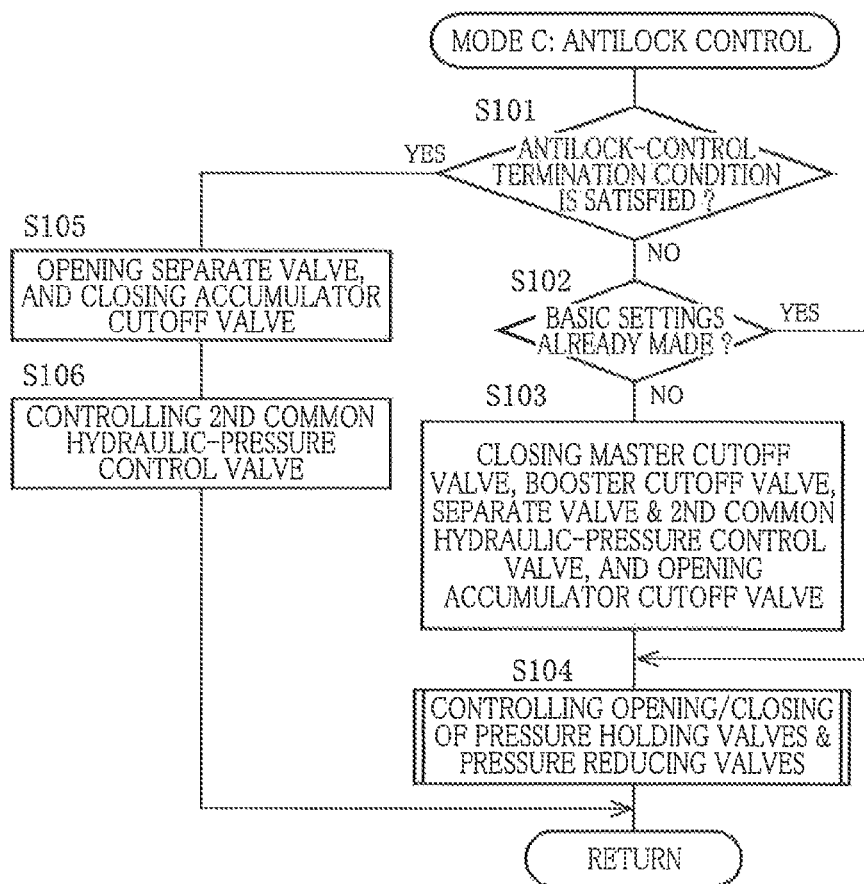 MODE C: ANTILOCK CONTROL
S101
YES
ANTILOCK-CONTROL
TERMINATION CONDITION
IS SATISFIED ?
NO
S105
OPENING SEPARATE VALVE,
AND CLOSING ACCUMULATOR
CUTOFF VALVE
S102
BASIC SETTINGS
ALREADY MADE ?
YES
NO
S106
CONTROLLING 2ND COMMON
HYDRAULIC-PRESSURE
CONTROL VALVE
S103
CLOSING MASTER CUTOFF
VALVE, BOOSTER CUTOFF VALVE,
SEPARATE VALVE & 2ND COMMON
HYDRAULIC-PRESSURE CONTROL
VALVE, AND OPENING
ACCUMULATOR CUTOFF VALVE
S104
CONTROLLING OPENING/CLOSING
OF PRESSURE HOLDING VALVES &
PRESSURE REDUCING VALVES
RETURN